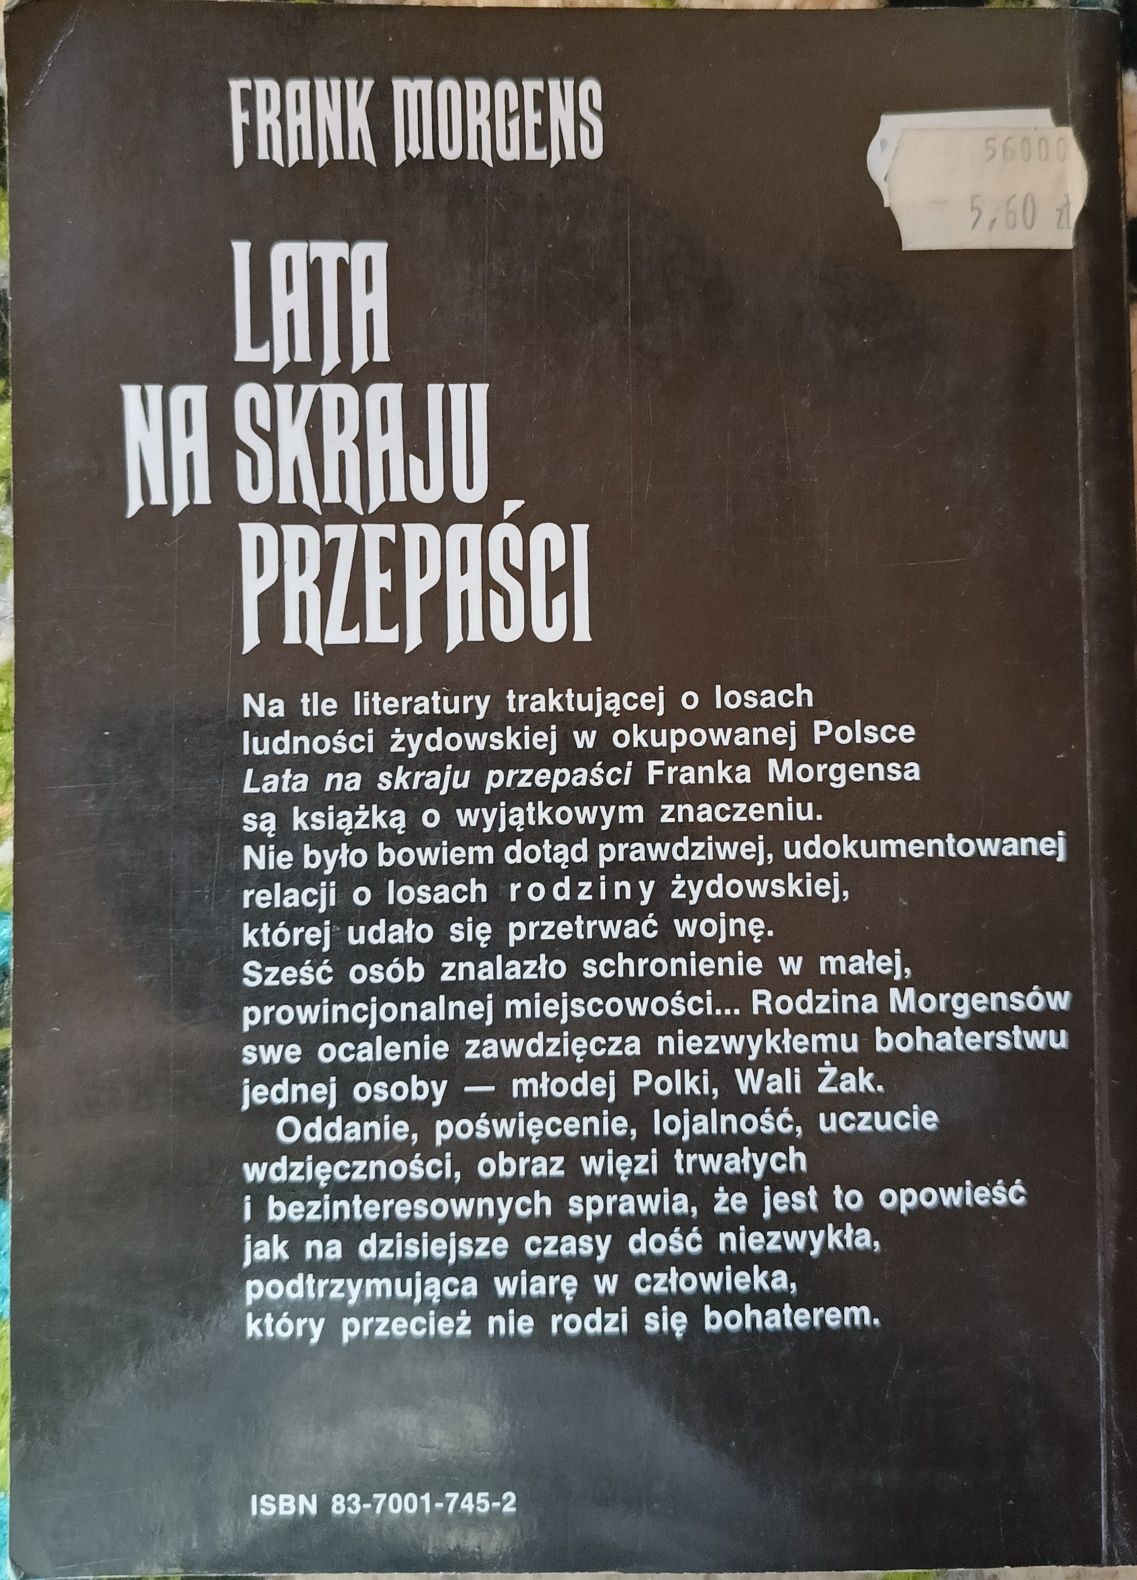 FRANK MORGENS
56000
5,60 zł
LATA
NA SKRAJU
PRZEPAŚCI
Na tle literatury traktującej o losach
ludności żydowskiej w okupowanej Polsce
Lata na skraju przepaści Franka Morgensa
są książką o wyjątkowym znaczeniu.
Nie było bowiem dotąd prawdziwej, udokumentowanej
relacji o losach rodziny żydowskiej,
której udało się przetrwać wojnę.
Sześć osób znalazło schronienie w małej,
prowincjonalnej miejscowości... Rodzina Morgensów
swe ocalenie zawdzięcza niezwykłemu bohaterstwu
jednej osoby — młodej Polki, Wali Żak.
Oddanie, poświęcenie, lojalność, uczucie
wdzięczności, obraz więzi trwałych
i bezinteresownych sprawia, że jest to opowieść
jak na dzisiejsze czasy dość niezwykła,
podtrzymująca wiarę w człowieka,
który przecież nie rodzi się bohaterem.
ISBN 83-7001-745-2